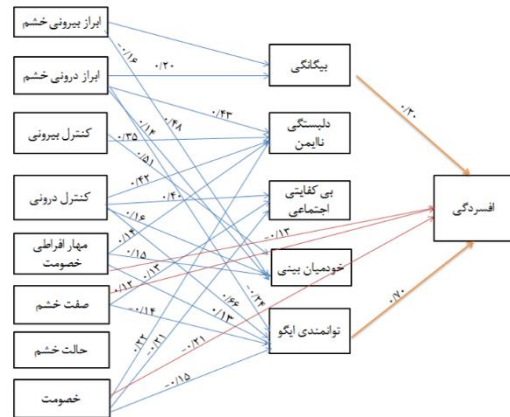 ابراز بیرونی خشم
ابراز درونی خشم
کنترل بیرونی
کنترل درونی
مهار افراطی
خصومت
صفت خشم
حالت خشم
خصومت
بیگانگی
دلبستگی
ناایمن
بی کفایتی
اجتماعی
خودمیان بینی
توانمندی ایگو
افسردگی
-۰/۱۶
۰/۲۰
۰/۴۳
۰/۴۸
۰/۱۴
۰/۳۵
۰/۵۱
۰/۴۲
۰/۴۰
۰/۱۶
۰/۱۴
۰/۱۵
۰/۱۳
۰/۱۲
-۰/۱۴
-۰/۱۳
-۰/۲۴
۰/۶۶
۰/۱۳
۰/۲۲
-۰/۲۱
-۰/۲۱
-۰/۱۵
۰/۲۰
۰/۷۰